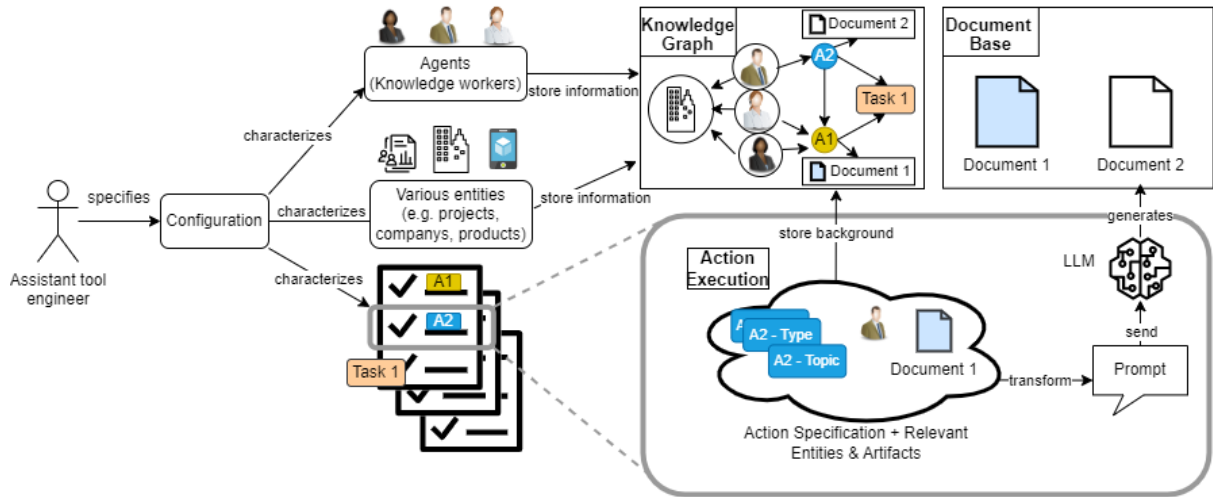 Agents
(Knowledge workers)
store information
Knowledge
Graph
Document 2
A2
Task 1
A1
Document 1
Document
Base
Document 1
Document 2
characterizes
specifies
Configuration
characterizes
Various entities
(e.g. projects,
companys, products)
store information
Assistant tool
engineer
characterizes
A1
A2
Task 1
store background
generates
Action
Execution
LLM
A
A2 - Type
A2 - Topic
Document 1
send
transform
Prompt
Action Specification + Relevant
Entities & Artifacts